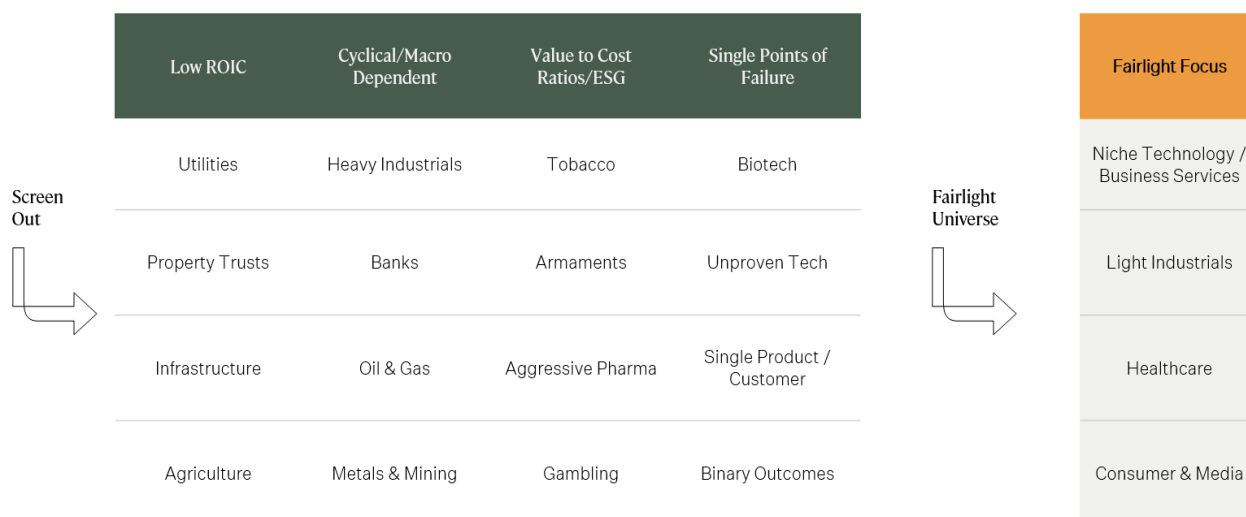 Low ROIC
Cyclical/Macro
Dependent
Value to Cost
Ratios/ESG
Single Points of
Failure
Fairlight Focus
Utilities
Heavy Industrials
Tobacco
Biotech
Niche Technology /
Business Services
Screen
Out
Fairlight
Universe
Property Trusts
Banks
Armaments
Unproven Tech
Light Industrials
Infrastructure
Oil & Gas
Aggressive Pharma
Single Product /
Customer
Healthcare
Agriculture
Metals & Mining
Gambling
Binary Outcomes
Consumer & Media